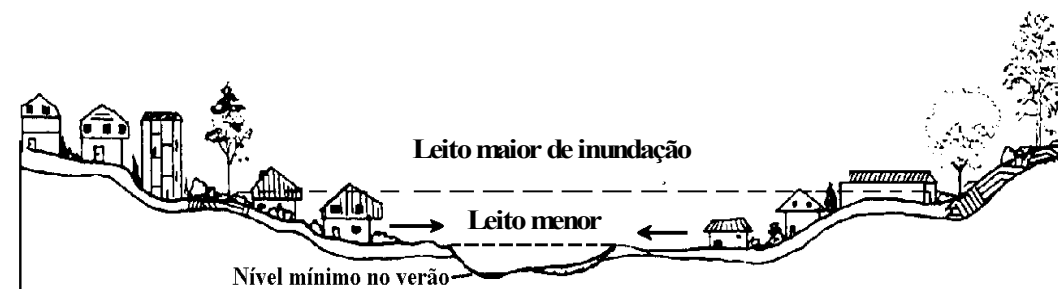 Leito maior de inundação
Leito menor
Nível mínimo no verão